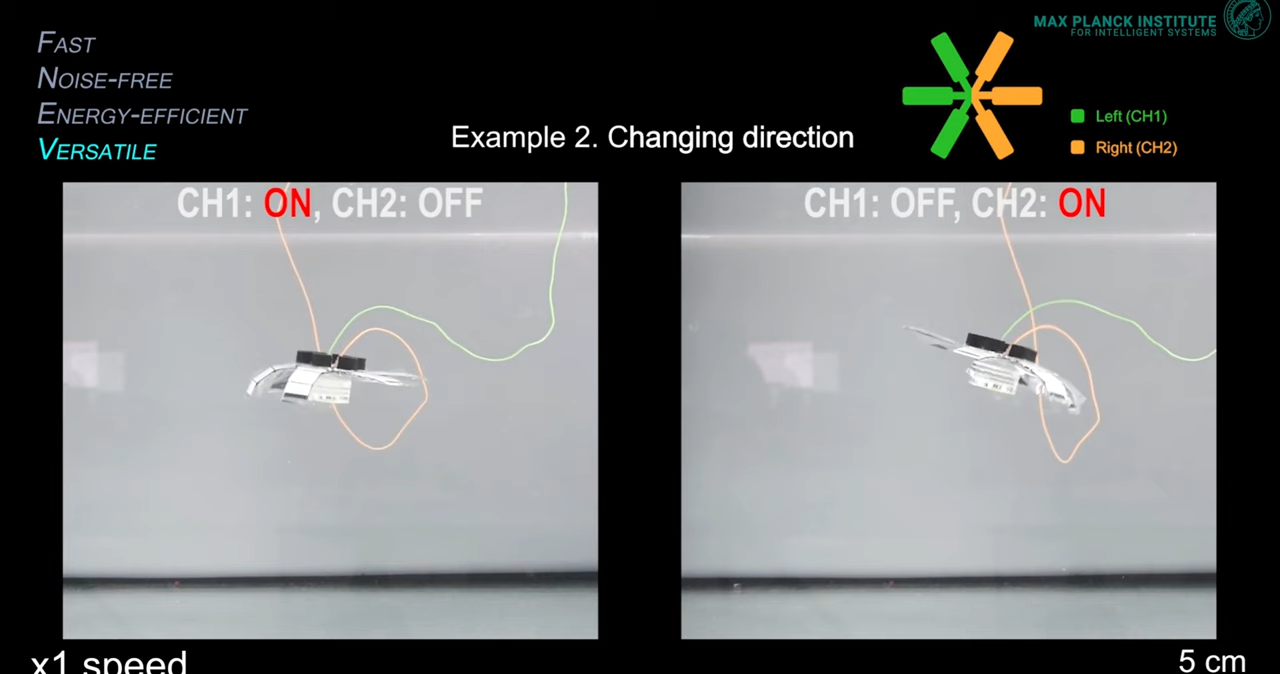 MAX PLANCK INSTITUTE
FOR INTELLIGENT SYSTEMS
FAST
NOISE-FREE
ENERGY-EFFICIENT
VERSATILE
Example 2. Changing direction
Left (CH1)
Right (CH2)
CH1: ON, CH2: OFF
CH1: OFF, CH2: ON
x1 speed
5 cm